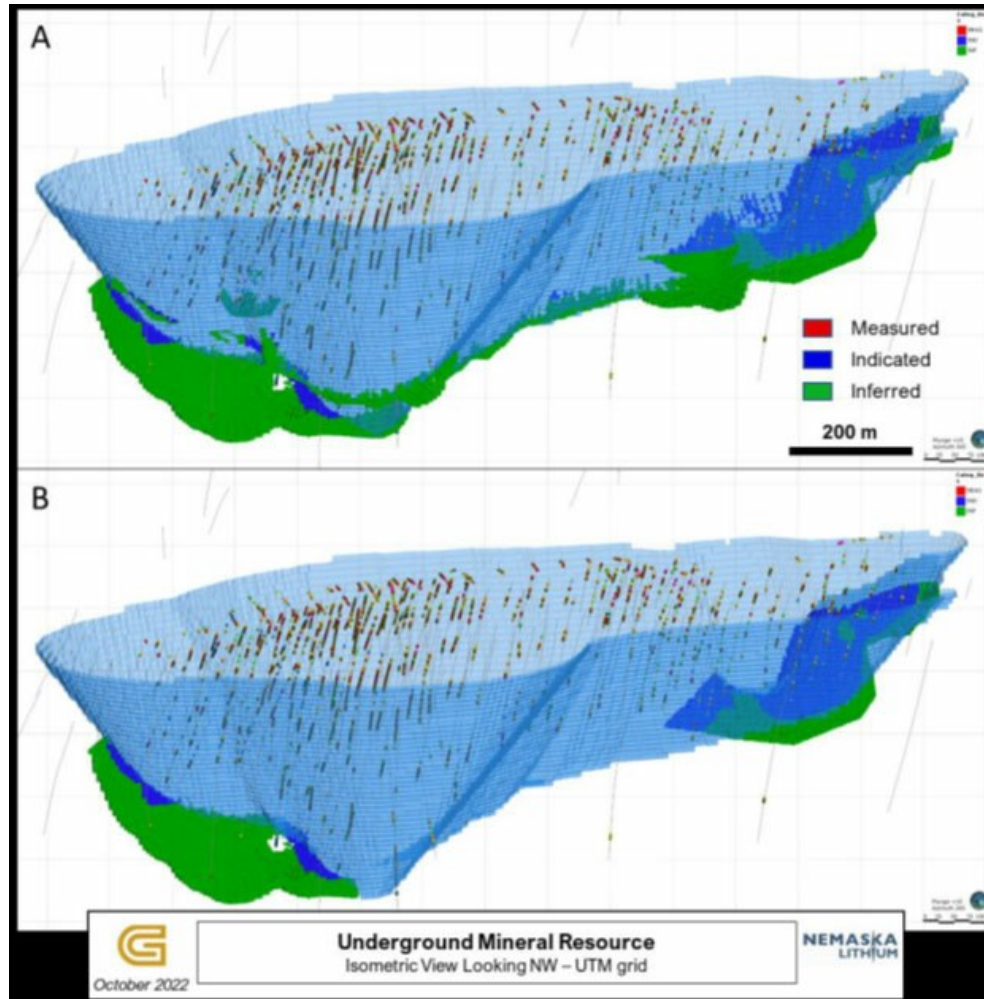 A
Measured
Indicated
Inferred
200 m
B
Underground Mineral Resource
Isometric View Looking NW – UTM grid
October 2022
NEMASKA
LITHIUM